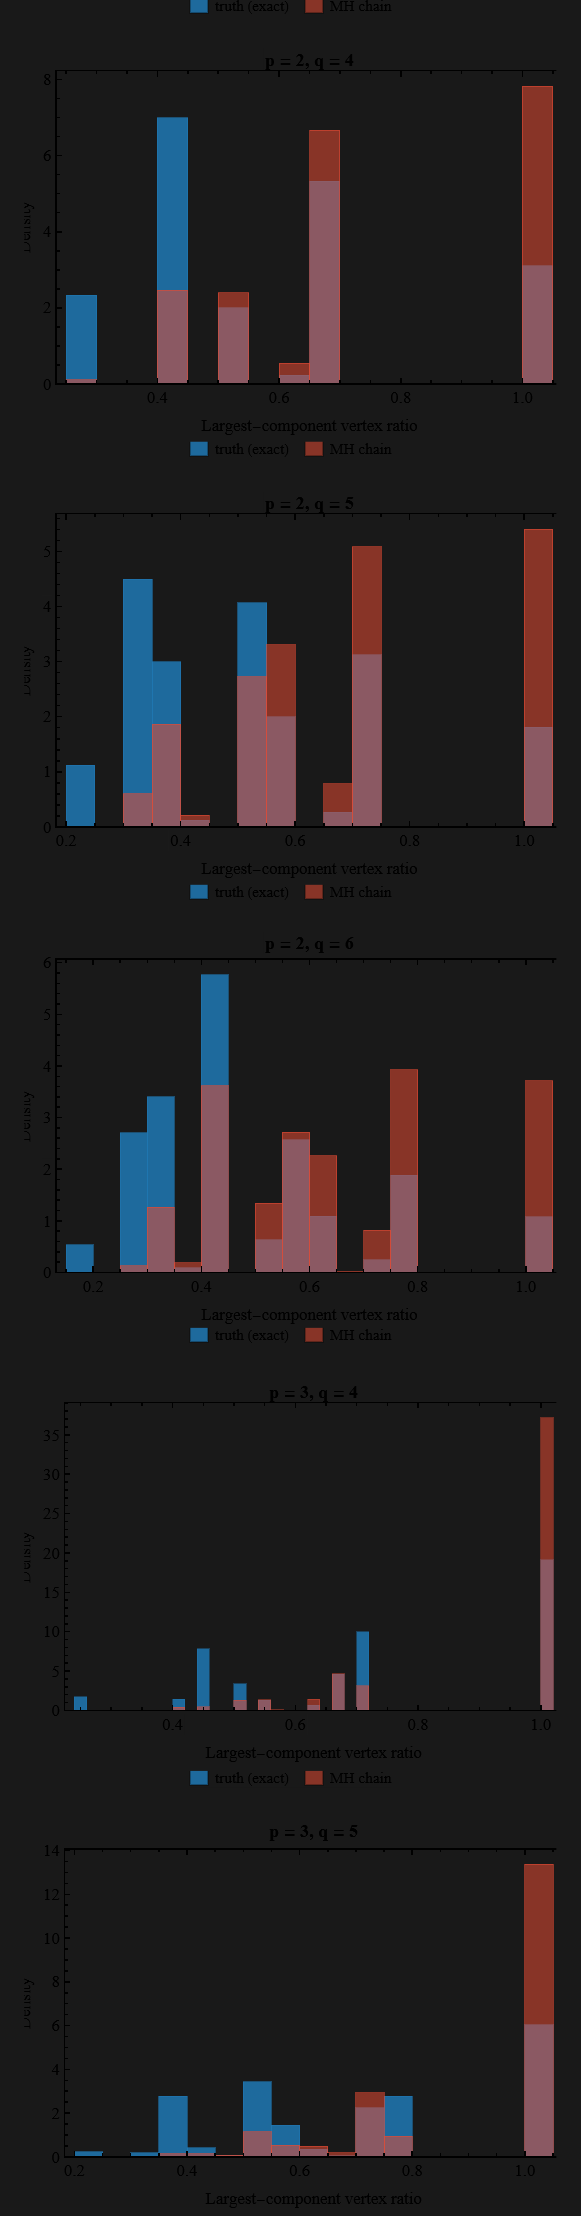 truth (exact) MH chain
p = 2, q = 4
8
6
4
2
0
Density
0.4 0.6 0.8 1.0
Largest−component vertex ratio
truth (exact) MH chain
p = 2, q = 5
5
4
3
2
1
0
Density
0.2 0.4 0.6 0.8 1.0
Largest−component vertex ratio
truth (exact) MH chain
p = 2, q = 6
6
5
4
3
2
1
0
Density
0.2 0.4 0.6 0.8 1.0
Largest−component vertex ratio
truth (exact) MH chain
p = 3, q = 4
35
30
25
20
15
10
5
0
Density
0.4 0.6 0.8 1.0
Largest−component vertex ratio
truth (exact) MH chain
p = 3, q = 5
14
12
10
8
6
4
2
0
Density
0.2 0.4 0.6 0.8 1.0
Largest−component vertex ratio